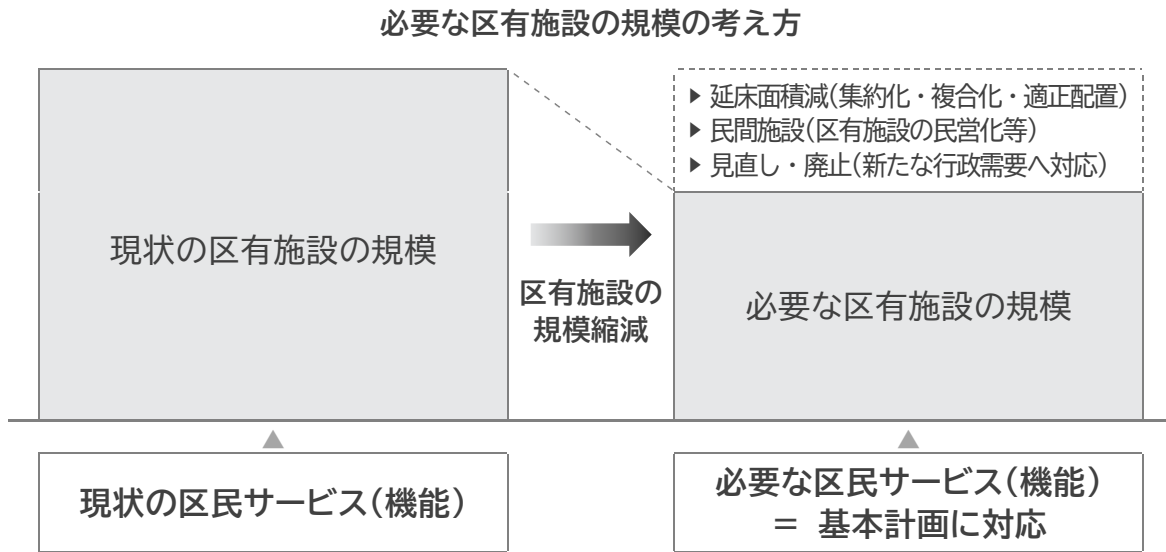 必要な区有施設の規模の考え方
現状の区有施設の規模
区有施設の
規模縮減
▶ 延床面積減(集約化・複合化・適正配置)
▶ 民間施設(区有施設の民営化等)
▶ 見直し・廃止(新たな行政需要へ対応)
必要な区有施設の規模
現状の区民サービス(機能)
必要な区民サービス(機能)
＝ 基本計画に対応